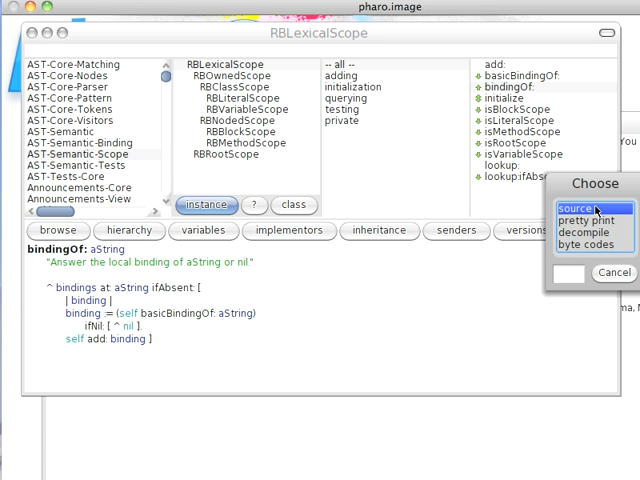 pharo.image
RBLexicalScope
AST-Core-Matching
AST-Core-Nodes
AST-Core-Parser
AST-Core-Pattern
AST-Core-Tokens
AST-Core-Visitors
AST-Semantic
AST-Semantic-Binding
AST-Semantic-Scope
AST-Semantic-Tests
AST-Tests-Core
Announcements-Core
Announcements-View
RBLexicalScope
RBOwnedScope
RBClassScope
RBLiteralScope
RBVariableScope
RBNodedScope
RBBlockScope
RBMethodScope
RBRootScope
instance
?
class
-- all --
adding
initialization
querying
testing
private
add:
basicBindingOf:
bindingOf:
initialize
isBlockScope
isLiteralScope
isMethodScope
isRootScope
isVariableScope
lookup:
lookup:ifAbs
You
Choose
source
pretty print
decompile
byte codes
Cancel
browse
hierarchy
variables
implementors
inheritance
senders
versions
bindingOf: aString
"Answer the local binding of aString or nil."
^ bindings at: aString ifAbsent: [
| binding |
binding := (self basicBindingOf: aString)
ifNil: [ ^ nil ].
self add: binding ]